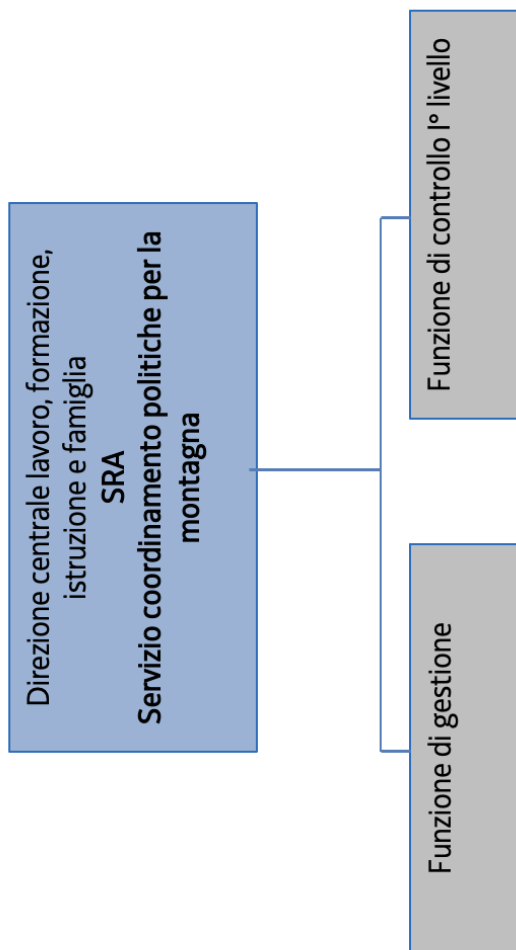 Direzione centrale lavoro, formazione,
istruzione e famiglia
SRA
Servizio coordinamento politiche per la
montagna
Funzione di gestione
Funzione di controllo I° livello